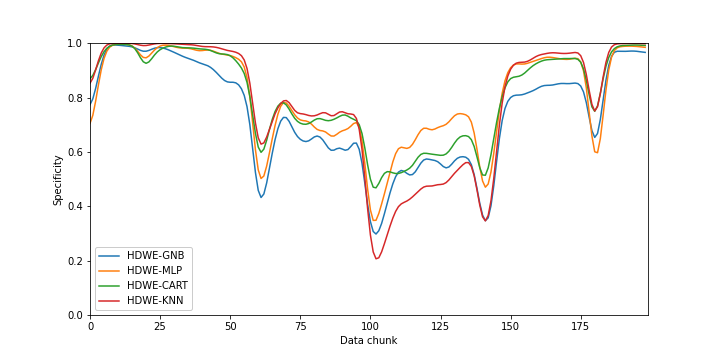 1.0
0.8
0.6
0.4
0.2
0.0
Specificity
HDWE-GNB
HDWE-MLP
HDWE-CART
HDWE-KNN
0 25 50 75 100 125 150 175
Data chunk